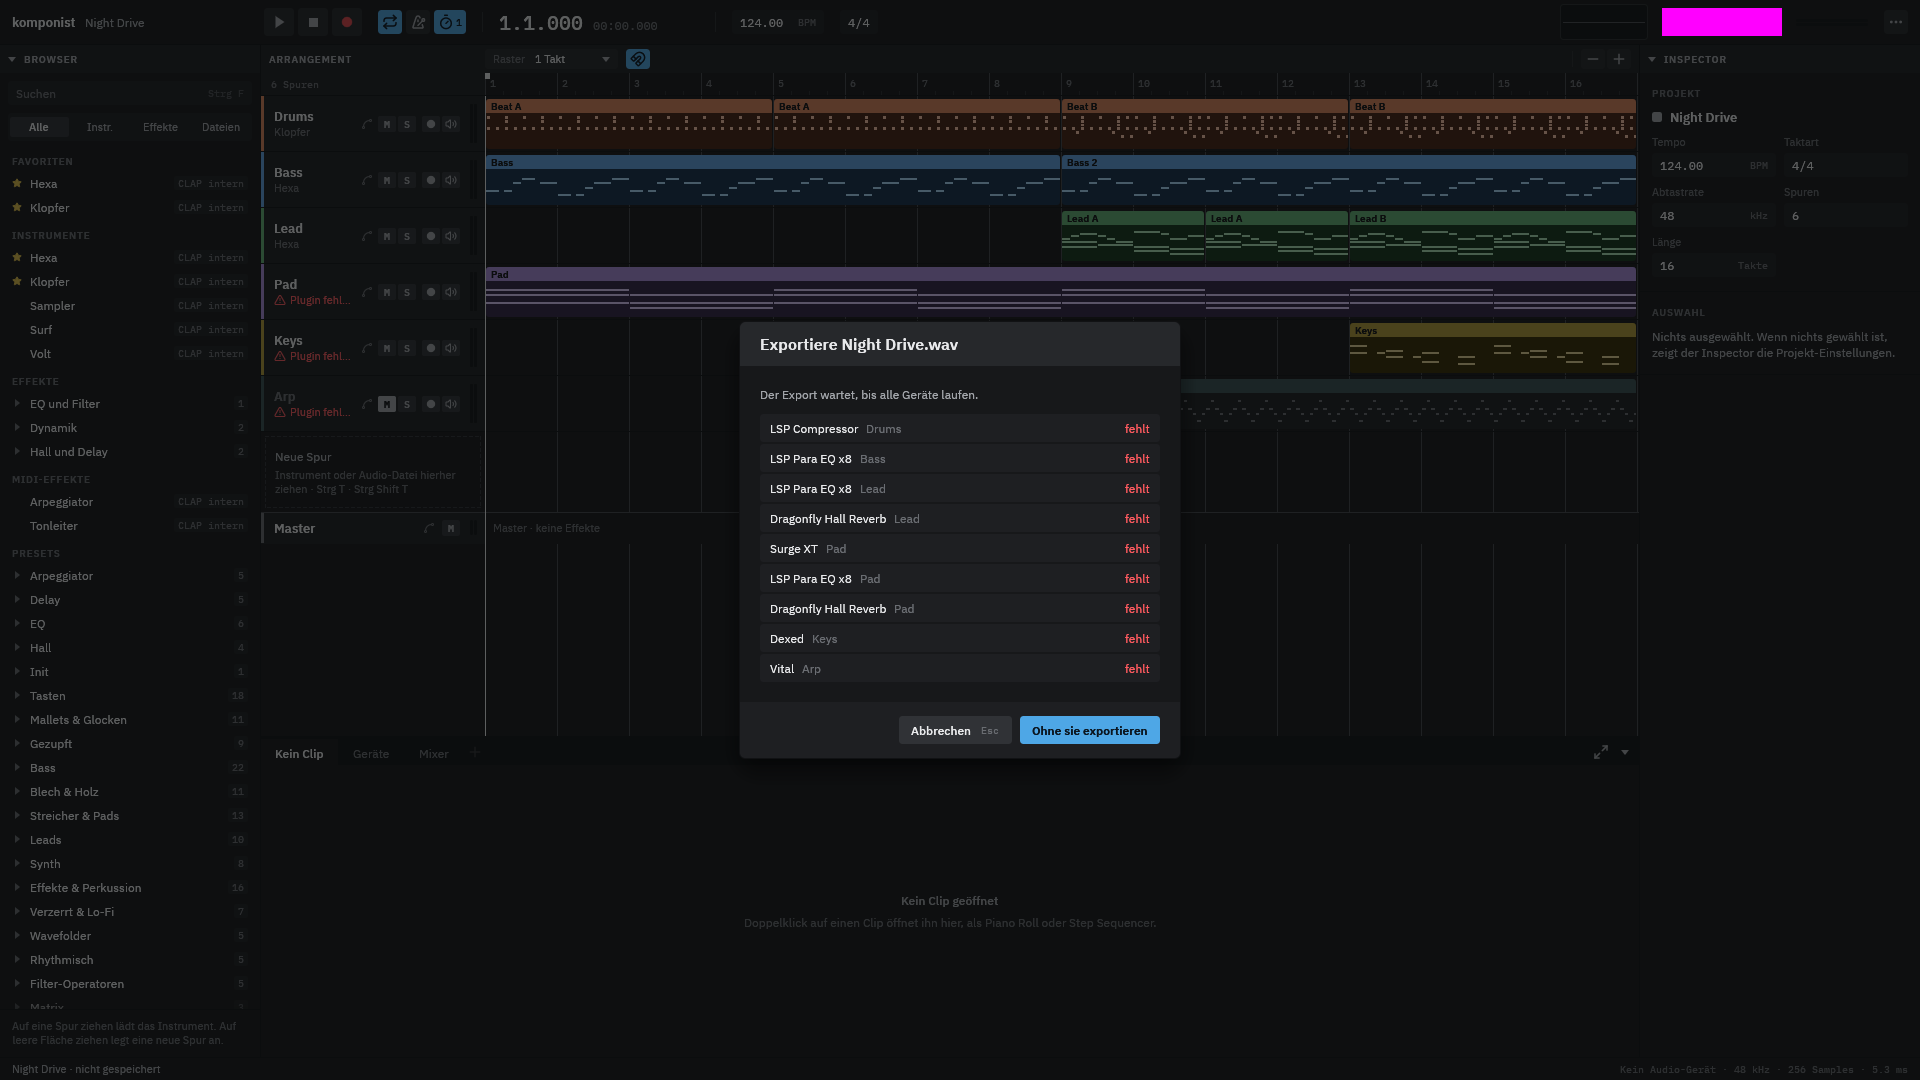 komponist Night Drive
1
1.1.000 00:00.000
124.00 BPM
4/4
BROWSER
Suchen Strg F
Alle Instr. Effekte Dateien
FAVORITEN
Hexa CLAP intern
Klopfer CLAP intern
INSTRUMENTE
Hexa CLAP intern
Klopfer CLAP intern
Sampler CLAP intern
Surf CLAP intern
Volt CLAP intern
EFFEKTE
EQ und Filter 1
Dynamik 2
Hall und Delay 2
MIDI-EFFEKTE
Arpeggiator CLAP intern
Tonleiter CLAP intern
PRESETS
Arpeggiator 5
Delay 5
EQ 6
Hall 4
Init 1
Tasten 18
Mallets & Glocken 11
Gezupft 9
Bass 22
Blech & Holz 11
Streicher & Pads 13
Leads 10
Synth 8
Effekte & Perkussion 16
Verzerrt & Lo-Fi 7
Wavefolder 5
Rhythmisch 5
Filter-Operatoren 5
Matrix 3
Auf eine Spur ziehen lädt das Instrument. Auf
leere Fläche ziehen legt eine neue Spur an.
Night Drive · nicht gespeichert
ARRANGEMENT
Raster 1 Takt
6 Spuren
1 2 3 4 5 6 7 8 9 10 11 12 13 14 15 16
Drums M S
Klopfer
Beat A Beat A Beat B Beat B
Bass M S
Hexa
Bass Bass 2
Lead M S
Hexa
Lead A Lead A Lead B
Pad M S
Plugin fehl...
Pad
Keys M S
Plugin fehl...
Keys
Arp M S
Plugin fehl...
Neue Spur
Instrument oder Audio-Datei hierher
ziehen · Strg T · Strg Shift T
Master M
Master · keine Effekte
Exportiere Night Drive.wav
Der Export wartet, bis alle Geräte laufen.
LSP Compressor Drums fehlt
LSP Para EQ x8 Bass fehlt
LSP Para EQ x8 Lead fehlt
Dragonfly Hall Reverb Lead fehlt
Surge XT Pad fehlt
LSP Para EQ x8 Pad fehlt
Dragonfly Hall Reverb Pad fehlt
Dexed Keys fehlt
Vital Arp fehlt
Abbrechen Esc Ohne sie exportieren
Kein Clip Geräte Mixer
Kein Clip geöffnet
Doppelklick auf einen Clip öffnet ihn hier, als Piano Roll oder Step Sequencer.
INSPECTOR
PROJEKT
Night Drive
Tempo Taktart
124.00 BPM 4/4
Abtastrate Spuren
48 kHz 6
Länge
16 Takte
AUSWAHL
Nichts ausgewählt. Wenn nichts gewählt ist,
zeigt der Inspector die Projekt-Einstellungen.
Kein Audio-Gerät · 48 kHz · 256 Samples · 5.3 ms